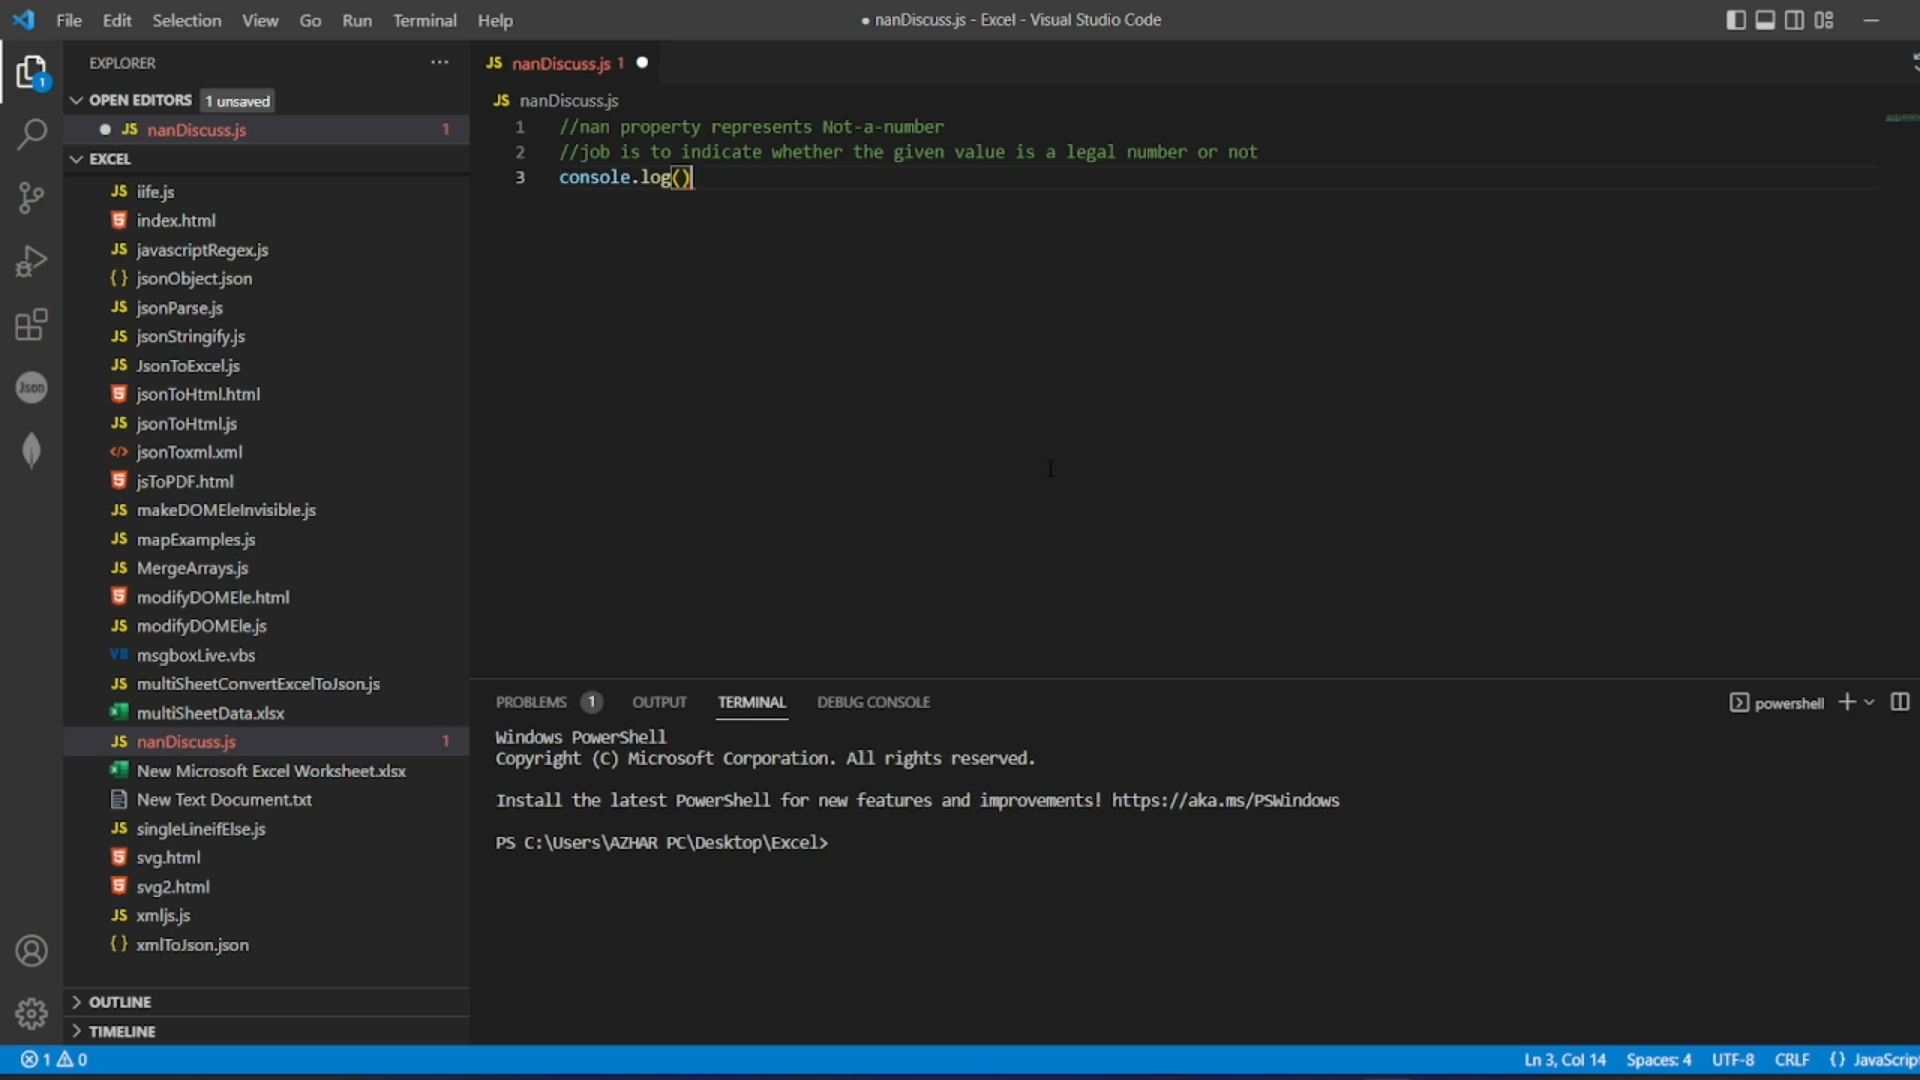 File Edit Selection View Go Run Terminal Help
● nanDiscuss.js - Excel - Visual Studio Code
EXPLORER
OPEN EDITORS 1 unsaved
JS nanDiscuss.js 1
EXCEL
JS iife.js
index.html
JS javascriptRegex.js
{} jsonObject.json
JS jsonParse.js
JS jsonStringify.js
JS JsonToExcel.js
jsonToHtml.html
JS jsonToHtml.js
jsonToxml.xml
jsToPDF.html
JS makeDOMEleInvisible.js
JS mapExamples.js
JS MergeArrays.js
modifyDOMEle.html
JS modifyDOMEle.js
VB msgboxLive.vbs
JS multiSheetConvertExcelToJson.js
multiSheetData.xlsx
JS nanDiscuss.js 1
New Microsoft Excel Worksheet.xlsx
New Text Document.txt
JS singleLineifElse.js
svg.html
svg2.html
JS xmljs.js
{} xmlToJson.json
OUTLINE
TIMELINE
1
Json
JS nanDiscuss.js 1
JS nanDiscuss.js
1 //nan property represents Not-a-number
2 //job is to indicate whether the given value is a legal number or not
3 console.log()
PROBLEMS 1 OUTPUT TERMINAL DEBUG CONSOLE
powershell
Windows PowerShell
Copyright (C) Microsoft Corporation. All rights reserved.
Install the latest PowerShell for new features and improvements! https://aka.ms/PSWindows
PS C:\Users\AZHAR PC\Desktop\Excel>
1 0
Ln 3, Col 14 Spaces: 4 UTF-8 CRLF {} JavaScrip